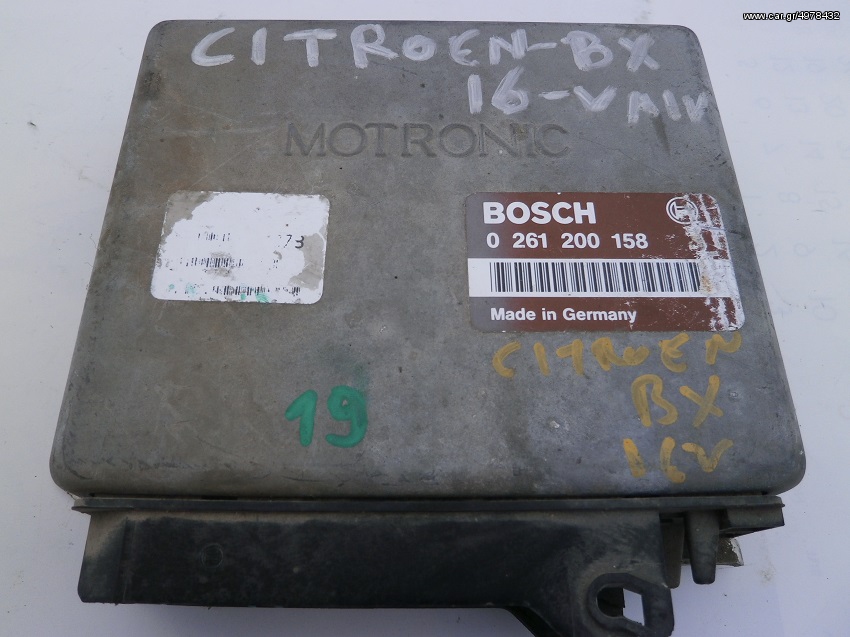 www.car.gr/4978432
CITROEN-BX
16-VALV
MOTRONIC
BOSCH
0 261 200 158
73
Made in Germany
CITROEN
BX
16V
19